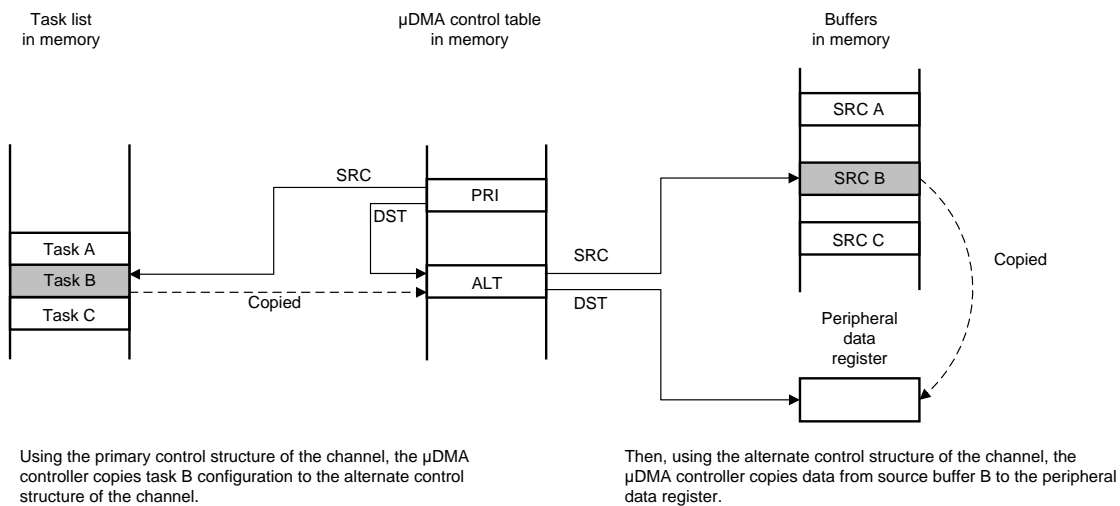 Task list
in memory
µDMA control table
in memory
Buffers
in memory
SRC A
SRC
PRI
SRC B
DST
Task A
SRC C
SRC
Task B
ALT
Copied
Copied
DST
Task C
Peripheral
data
register
Using the primary control structure of the channel, the µDMA
controller copies task B configuration to the alternate control
structure of the channel.
Then, using the alternate control structure of the channel, the
µDMA controller copies data from source buffer B to the peripheral
data register.